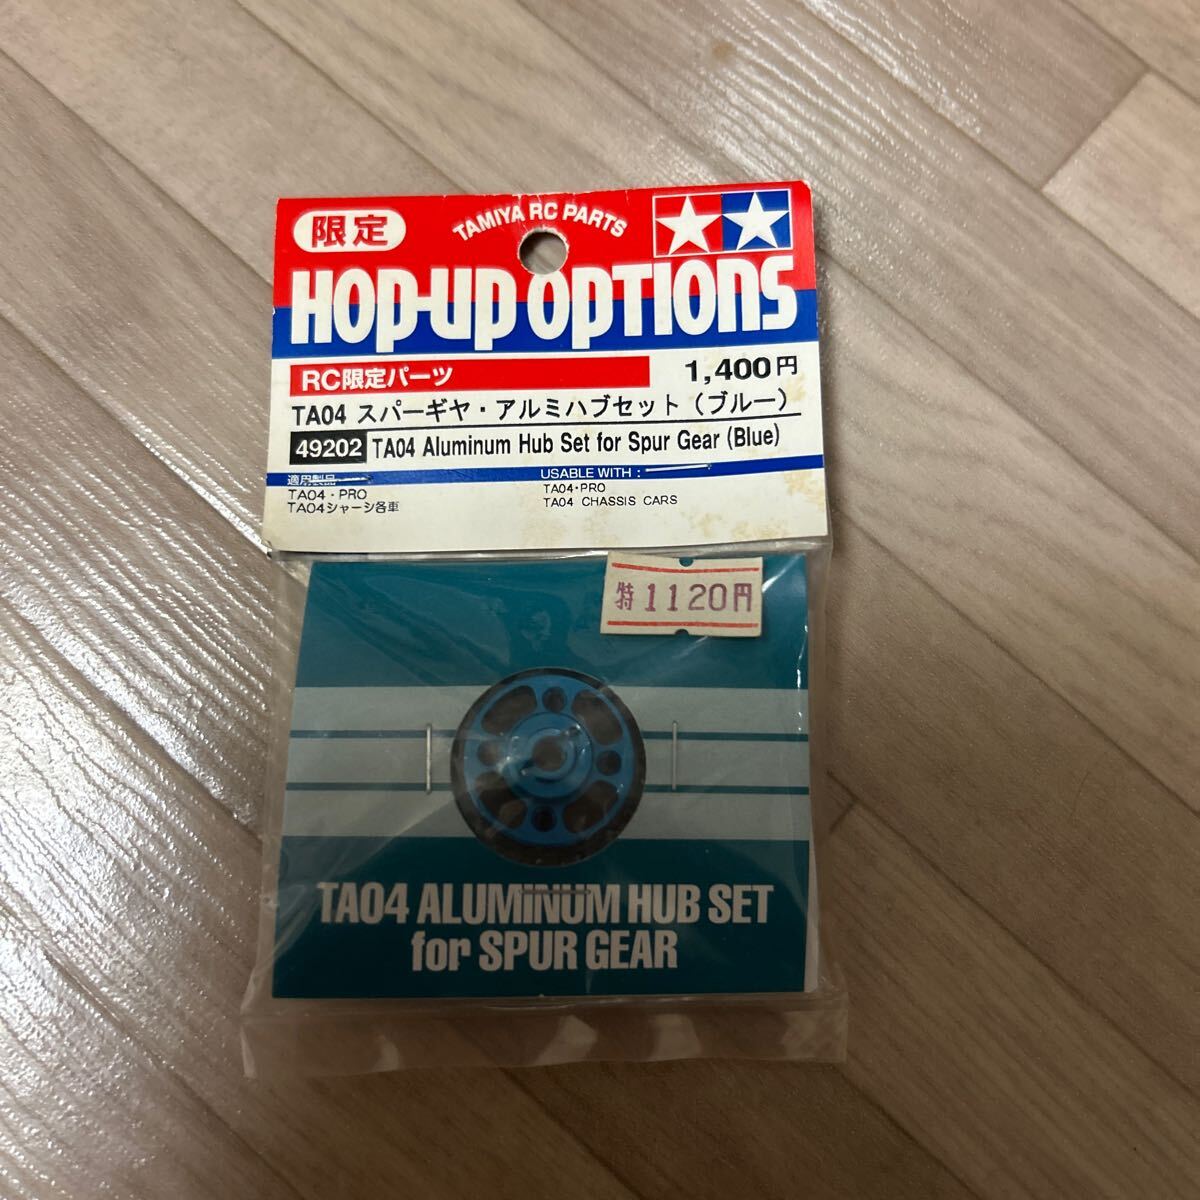 限定
TAMIYA RC PARTS
HOP-UP OPTIONS
RC限定パーツ
1,400円
TA04 スパーギヤ・アルミハブセット（ブルー）
49202 TA04 Aluminum Hub Set for Spur Gear (Blue)
適用製品
TA04・PRO
TA04シャーシ各車
USABLE WITH :
TA04・PRO
TA04 CHASSIS CARS
特 1120円
TA04 ALUMINUM HUB SET
for SPUR GEAR